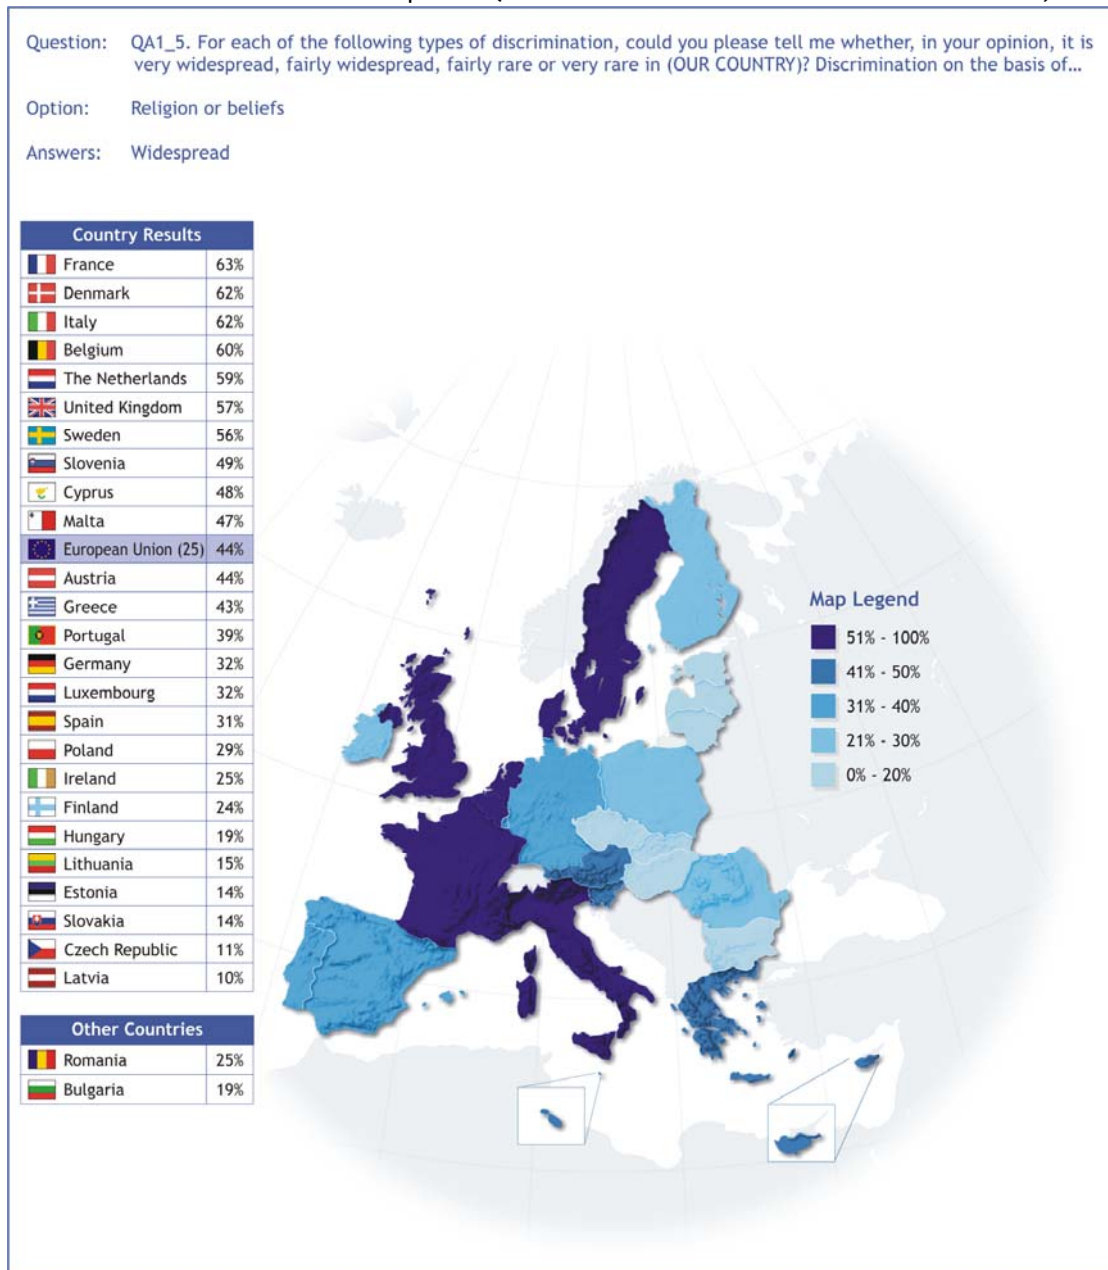 Question: QA1_5. For each of the following types of discrimination, could you please tell me whether, in your opinion, it is
very widespread, fairly widespread, fairly rare or very rare in (OUR COUNTRY)? Discrimination on the basis of...
Option: Religion or beliefs
Answers: Widespread
Country Results
France 63%
Denmark 62%
Italy 62%
Belgium 60%
The Netherlands 59%
United Kingdom 57%
Sweden 56%
Slovenia 49%
Cyprus 48%
Malta 47%
European Union (25) 44%
Austria 44%
Greece 43%
Portugal 39%
Germany 32%
Luxembourg 32%
Spain 31%
Poland 29%
Ireland 25%
Finland 24%
Hungary 19%
Lithuania 15%
Estonia 14%
Slovakia 14%
Czech Republic 11%
Latvia 10%
Other Countries
Romania 25%
Bulgaria 19%
Map Legend
51% - 100%
41% - 50%
31% - 40%
21% - 30%
0% - 20%